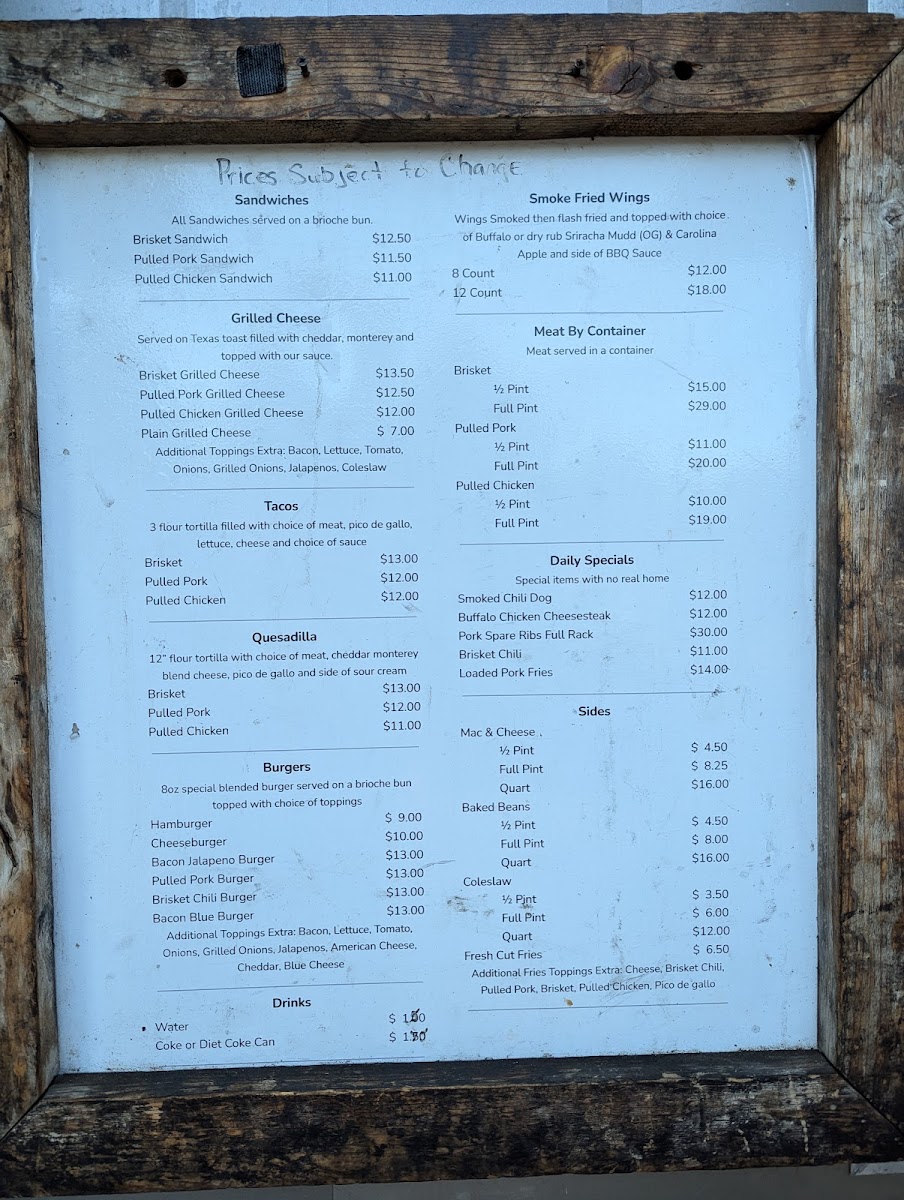 Prices Subject to Change
Sandwiches
All Sandwiches served on a brioche bun.
Brisket Sandwich $12.50
Pulled Pork Sandwich $11.50
Pulled Chicken Sandwich $11.00
Grilled Cheese
Served on Texas toast filled with cheddar, monterey and
topped with our sauce.
Brisket Grilled Cheese $13.50
Pulled Pork Grilled Cheese $12.50
Pulled Chicken Grilled Cheese $12.00
Plain Grilled Cheese $ 7.00
Additional Toppings Extra: Bacon, Lettuce, Tomato,
Onions, Grilled Onions, Jalapenos, Coleslaw
Tacos
3 flour tortilla filled with choice of meat, pico de gallo,
lettuce, cheese and choice of sauce
Brisket $13.00
Pulled Pork $12.00
Pulled Chicken $12.00
Quesadilla
12" flour tortilla with choice of meat, cheddar monterey
blend cheese, pico de gallo and side of sour cream
Brisket $13.00
Pulled Pork $12.00
Pulled Chicken $11.00
Burgers
8oz special blended burger served on a brioche bun
topped with choice of toppings
Hamburger $ 9.00
Cheeseburger $10.00
Bacon Jalapeno Burger $13.00
Pulled Pork Burger $13.00
Brisket Chili Burger $13.00
Bacon Blue Burger $13.00
Additional Toppings Extra: Bacon, Lettuce, Tomato,
Onions, Grilled Onions, Jalapenos, American Cheese,
Cheddar, Blue Cheese
Drinks
Water
Coke or Diet Coke Can
Smoke Fried Wings
Wings Smoked then flash fried and topped with choice
of Buffalo or dry rub Sriracha Mudd (OG) & Carolina
Apple and side of BBQ Sauce
8 Count $12.00
12 Count $18.00
Meat By Container
Meat served in a container
Brisket
½ Pint $15.00
Full Pint $29.00
Pulled Pork
½ Pint $11.00
Full Pint $20.00
Pulled Chicken
½ Pint $10.00
Full Pint $19.00
Daily Specials
Special items with no real home
Smoked Chili Dog $12.00
Buffalo Chicken Cheesesteak $12.00
Pork Spare Ribs Full Rack $30.00
Brisket Chili $11.00
Loaded Pork Fries $14.00
Sides
Mac & Cheese
½ Pint $ 4.50
Full Pint $ 8.25
Quart $16.00
Baked Beans
½ Pint $ 4.50
Full Pint $ 8.00
Quart $16.00
Coleslaw
½ Pint $ 3.50
Full Pint $ 6.00
Quart $12.00
Fresh Cut Fries $ 6.50
Additional Fries Toppings Extra: Cheese, Brisket Chili,
Pulled Pork, Brisket, Pulled Chicken, Pico de gallo